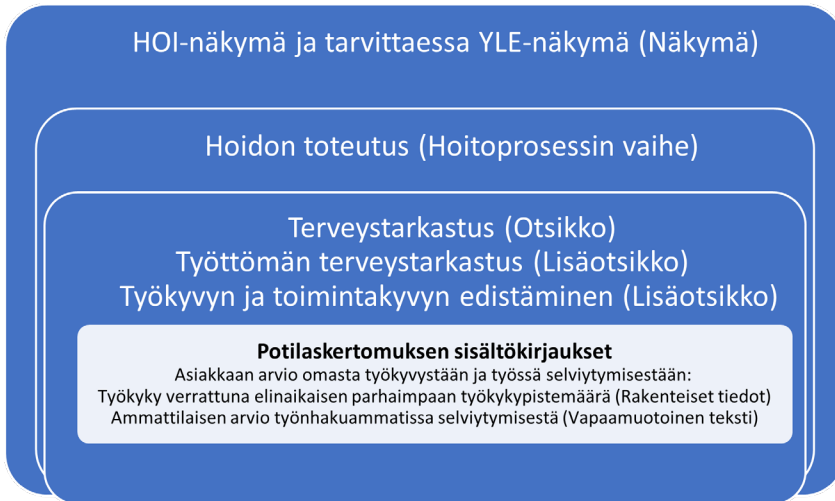 HOI-näkymä ja tarvittaessa YLE-näkymä (Näkymä)
Hoidon toteutus (Hoitoprosessin vaihe)
Terveystarkastus (Otsikko)
Työttömän terveystarkastus (Lisäotsikko)
Työkyvyn ja toimintakyvyn edistäminen (Lisäotsikko)
Potilaskertomuksen sisältökirjaukset
Asiakkaan arvio omasta työkyvystään ja työssä selviytymisestään:
Työkyky verrattuna elinaikaisen parhaimpaan työkykypistemäärä (Rakenteiset tiedot)
Ammattilaisen arvio työnhakuammatissa selviytymisestä (Vapaamuotoinen teksti)